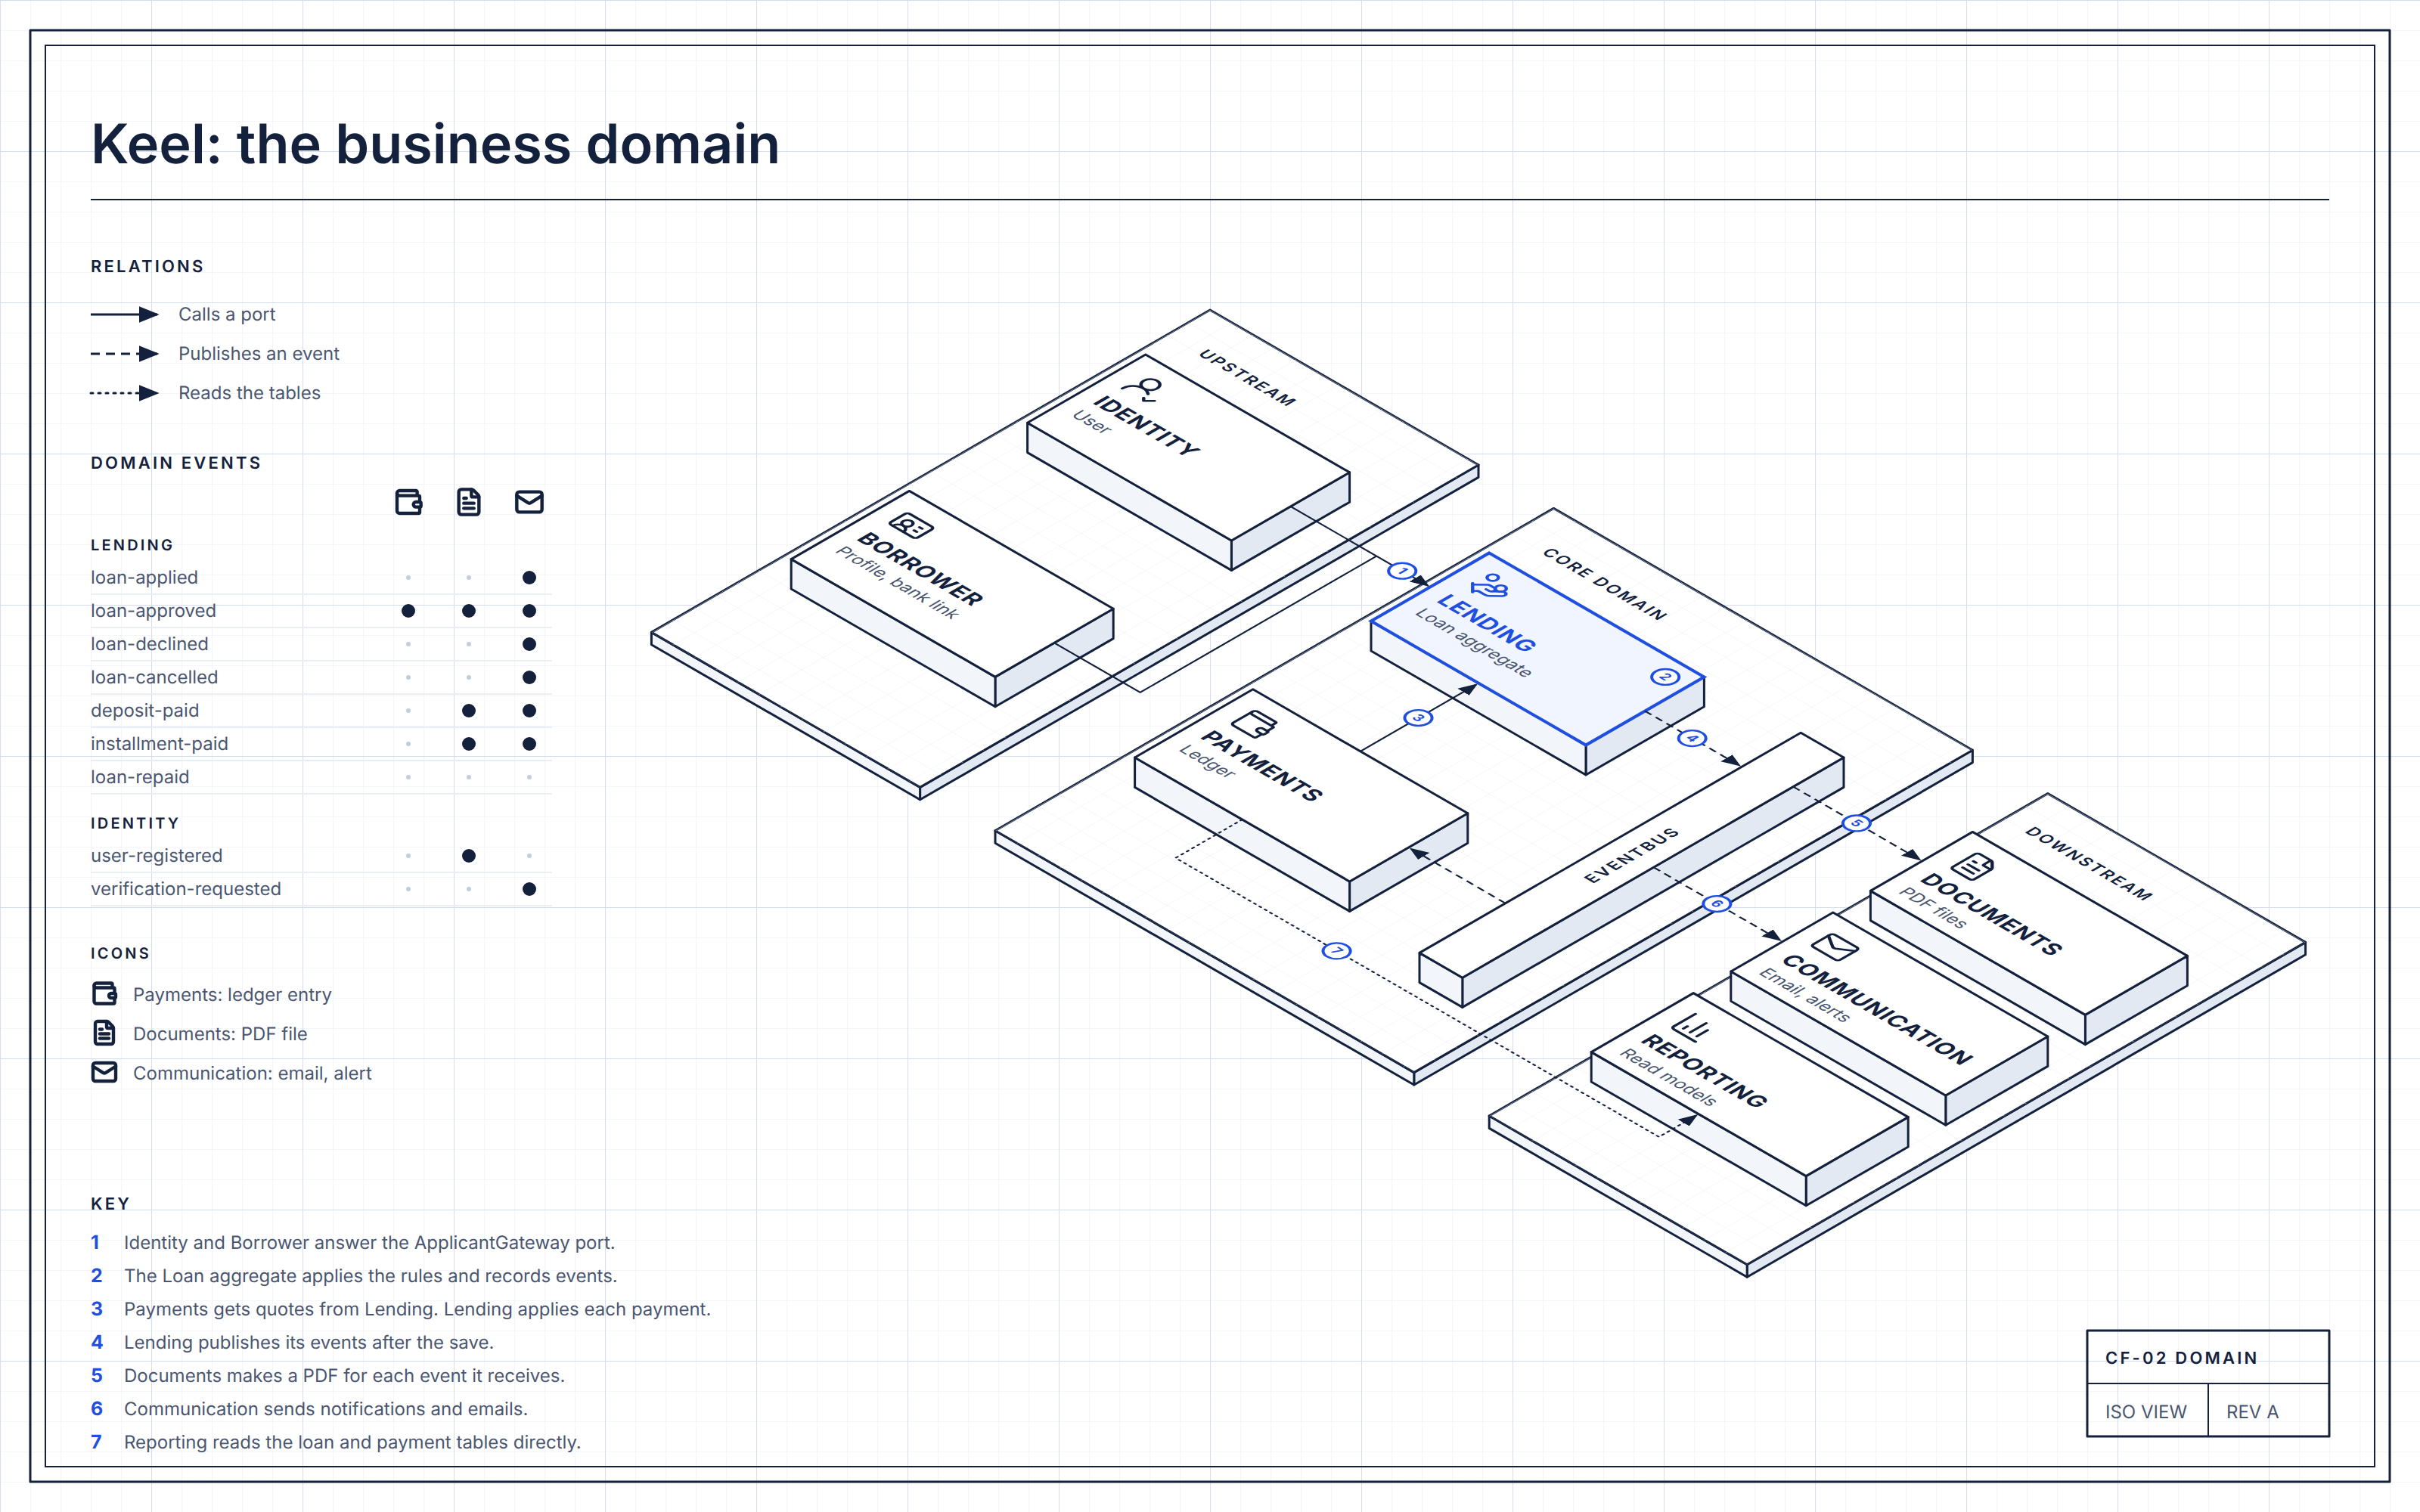 Keel: the business domain
RELATIONS
Calls a port
Publishes an event
Reads the tables
DOMAIN EVENTS
LENDING
loan-applied
loan-approved
loan-declined
loan-cancelled
deposit-paid
installment-paid
loan-repaid
IDENTITY
user-registered
verification-requested
ICONS
Payments: ledger entry
Documents: PDF file
Communication: email, alert
KEY
1 Identity and Borrower answer the ApplicantGateway port.
2 The Loan aggregate applies the rules and records events.
3 Payments gets quotes from Lending. Lending applies each payment.
4 Lending publishes its events after the save.
5 Documents makes a PDF for each event it receives.
6 Communication sends notifications and emails.
7 Reporting reads the loan and payment tables directly.
UPSTREAM
IDENTITY
User
BORROWER
Profile, bank link
1
CORE DOMAIN
LENDING
Loan aggregate
2
3
PAYMENTS
Ledger
4
EVENTBUS
5
6
7
DOWNSTREAM
DOCUMENTS
PDF files
COMMUNICATION
Email, alerts
REPORTING
Read models
CF-02 DOMAIN
ISO VIEW
REV A